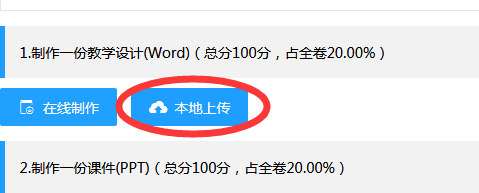 1.制作一份教学设计(Word)（总分100分，占全卷20.00%）
在线制作 本地上传
2.制作一份课件(PPT)（总分100分，占全卷20.00%）